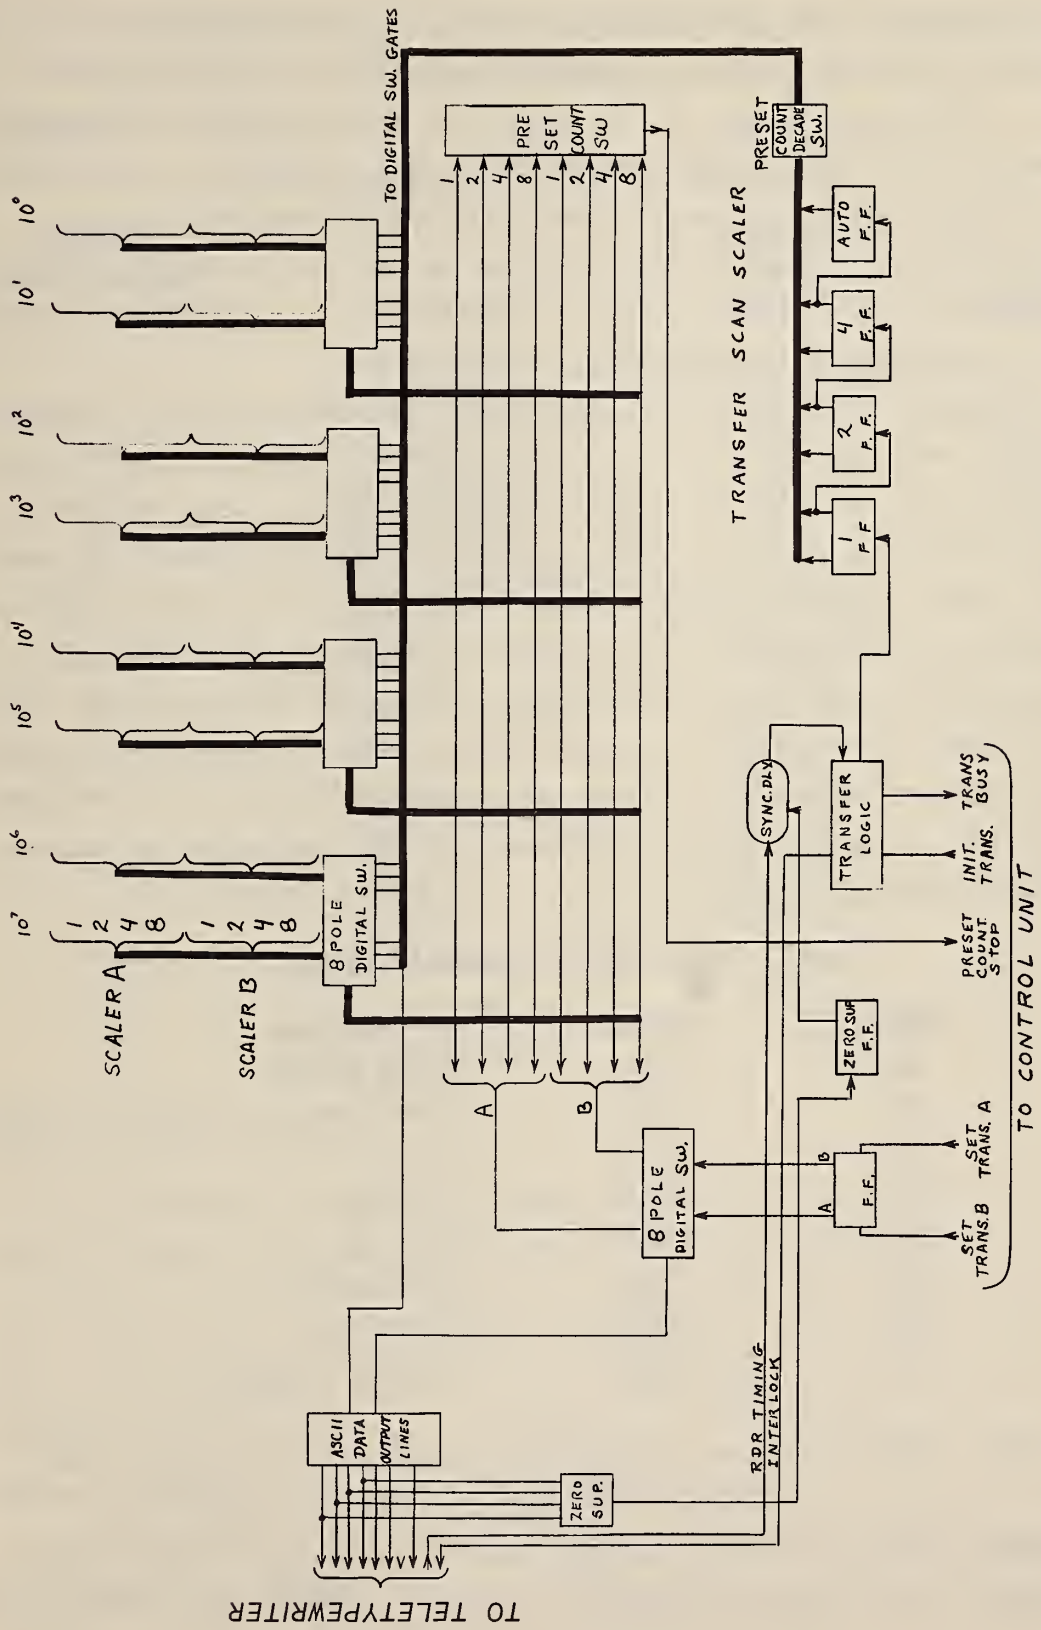 10⁷
10⁶
10⁵
10⁴
10³
10²
10¹
10⁰
SCALER A
1
2
4
8
SCALER B
1
2
4
8
8 POLE
DIGITAL SW.
TO DIGITAL SW. GATES
ASCII
DATA
OUTPUT
LINES
TO TELETYPEWRITER
ZERO
SUP.
A
B
8 POLE
DIGITAL SW.
1
2
4
8
1
2
4
8
PRE
SET
COUNT
SW
PRESET
COUNT
DECADE
SW.
TRANSFER SCAN SCALER
1
F F
2
F. F.
4
F. F.
AUTO
F. F.
RDR TIMING
INTERLOCK
SYNC. DLY
TRANSFER
LOGIC
ZERO SUP
F. F.
A
B
F. F.
SET
TRANS. B
SET
TRANS. A
PRESET
COUNT
STOP
INIT.
TRANS.
TRANS
BUSY
TO CONTROL UNIT